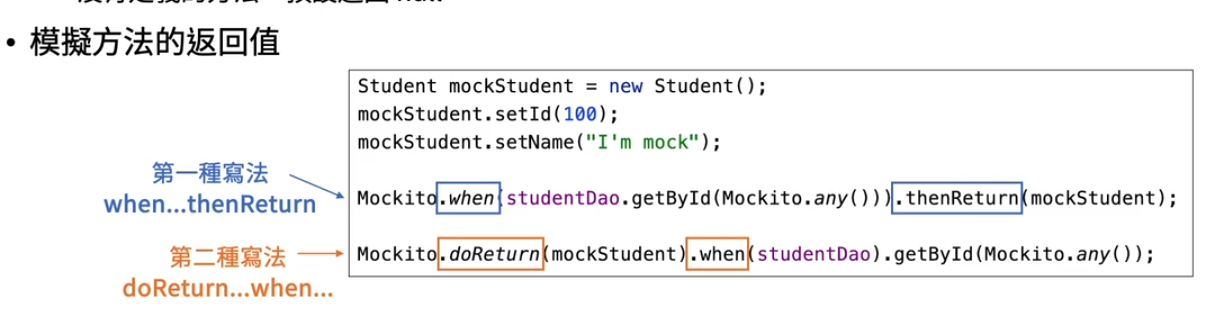 • 模擬方法的返回值
Student mockStudent = new Student();
mockStudent.setId(100);
mockStudent.setName("I'm mock");
第一種寫法
when...thenReturn
Mockito.when(studentDao.getById(Mockito.any())).thenReturn(mockStudent);
第二種寫法
doReturn...when...
Mockito.doReturn(mockStudent).when(studentDao).getById(Mockito.any());